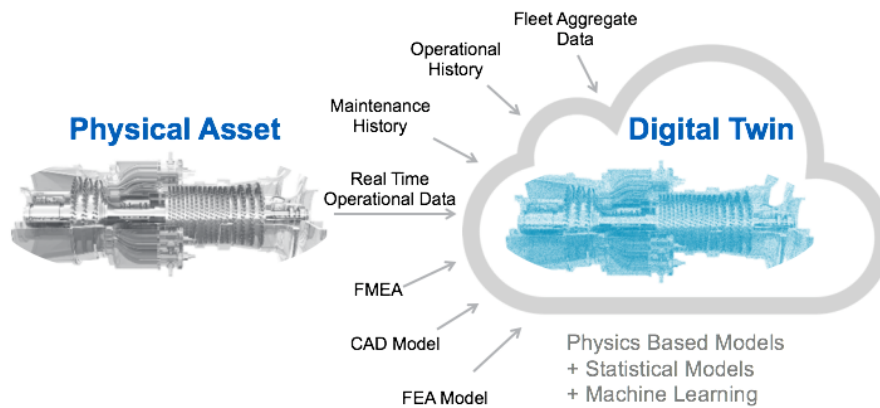 Fleet Aggregate
Data
Operational
History
Maintenance
History
Physical Asset
Digital Twin
Real Time
Operational Data
FMEA
CAD Model
FEA Model
Physics Based Models
+ Statistical Models
+ Machine Learning